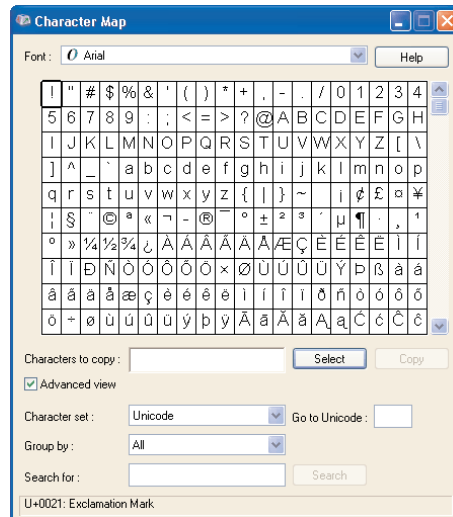 Character Map
Font : O Arial Help
! " # $ % & ' ( ) * + , - . / 0 1 2 3 4
5 6 7 8 9 : ; < = > ? @ A B C D E F G H
I J K L M N O P Q R S T U V W X Y Z [ \
] ^ _ ` a b c d e f g h i j k l m n o p
q r s t u v w x y z { | } ~ ¡ ¢ £ ¤ ¥
¦ § ¨ © ª « ¬ - ® ¯ ° ± ² ³ ´ µ ¶ · ¸ ¹
º » ¼ ½ ¾ ¿ À Á Â Ã Ä Å Æ Ç È É Ê Ë Ì Í
Î Ï Ð Ñ Ò Ó Ô Õ Ö × Ø Ù Ú Û Ü Ý Þ ß à á
â ã ä å æ ç è é ê ë ì í î ï ð ñ ò ó ô õ
ö ÷ ø ù ú û ü ý þ ÿ Ā ā Ă ă Ą ą Ć ć Ĉ ĉ
Characters to copy : Select Copy
Advanced view
Character set : Unicode Go to Unicode :
Group by : All
Search for : Search
U+0021: Exclamation Mark